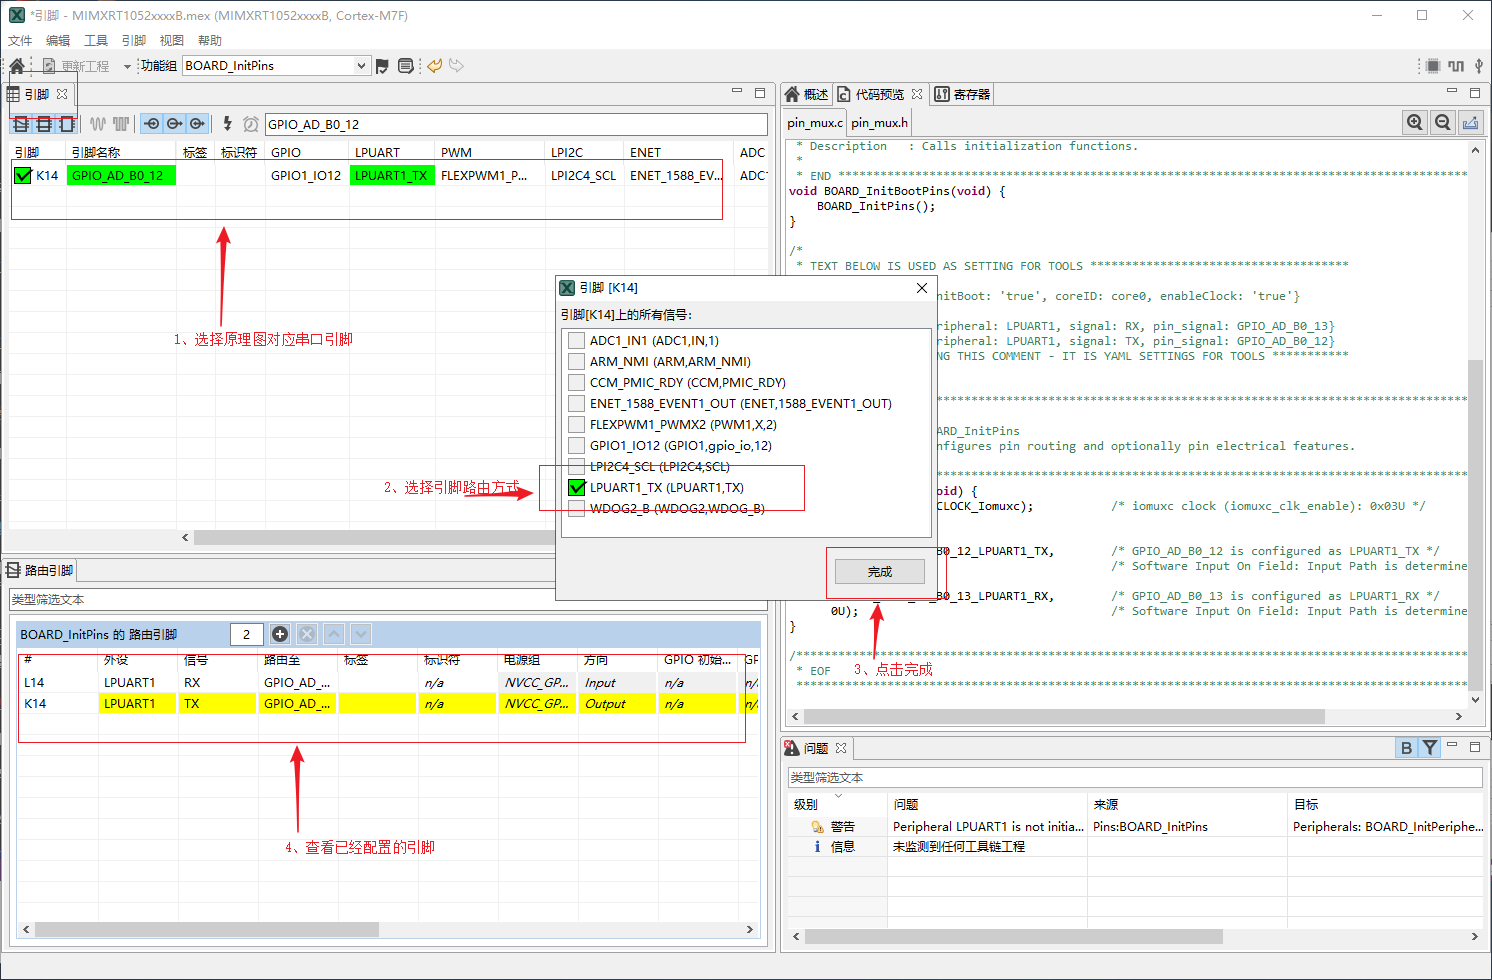 *引脚 - MIMXRT1052xxxxB.mex (MIMXRT1052xxxxB, Cortex-M7F)
文件 编辑 工具 引脚 视图 帮助
更新工程 功能组 BOARD_InitPins
引脚
GPIO_AD_B0_12
引脚 引脚名称 标签 标识符 GPIO LPUART PWM LPI2C ENET ADC
K14 GPIO_AD_B0_12 GPIO1_IO12 LPUART1_TX FLEXPWM1_P... LPI2C4_SCL ENET_1588_EV... ADC1
1、选择原理图对应串口引脚
引脚 [K14]
引脚[K14]上的所有信号:
ADC1_IN1 (ADC1,IN,1)
ARM_NMI (ARM,ARM_NMI)
CCM_PMIC_RDY (CCM,PMIC_RDY)
ENET_1588_EVENT1_OUT (ENET,1588_EVENT1_OUT)
FLEXPWM1_PWMX2 (PWM1,X,2)
GPIO1_IO12 (GPIO1,gpio_io,12)
LPI2C4_SCL (LPI2C4,SCL)
LPUART1_TX (LPUART1,TX)
WDOG2_B (WDOG2,WDOG_B)
2、选择引脚路由方式
完成
3、点击完成
路由引脚
类型筛选文本
BOARD_InitPins 的 路由引脚 2
# 外设 信号 路由至 标签 标识符 电源组 方向 GPIO 初始... GP
L14 LPUART1 RX GPIO_AD_... n/a NVCC_GP... Input n/a n/
K14 LPUART1 TX GPIO_AD_... n/a NVCC_GP... Output n/a n/
4、查看已经配置的引脚
概述 代码预览 寄存器
pin_mux.c pin_mux.h
* Description : Calls initialization functions.
*
* END ****************************************************************************************
void BOARD_InitBootPins(void) {
BOARD_InitPins();
}
/*
* TEXT BELOW IS USED AS SETTING FOR TOOLS *************************************
nitBoot: 'true', coreID: core0, enableClock: 'true'}
ripheral: LPUART1, signal: RX, pin_signal: GPIO_AD_B0_13}
ripheral: LPUART1, signal: TX, pin_signal: GPIO_AD_B0_12}
NG THIS COMMENT - IT IS YAML SETTINGS FOR TOOLS ***********
****************************************************************************
ARD_InitPins
nfigures pin routing and optionally pin electrical features.
****************************************************************************
oid) {
CLOCK_Iomuxc); /* iomuxc clock (iomuxc_clk_enable): 0x03U */
B0_12_LPUART1_TX, /* GPIO_AD_B0_12 is configured as LPUART1_TX */
/* Software Input On Field: Input Path is determine
B0_13_LPUART1_RX, /* GPIO_AD_B0_13 is configured as LPUART1_RX */
0U); /* Software Input On Field: Input Path is determine
}
/***********************************************************************************************
* EOF
************************************************************************************************
问题
B
类型筛选文本
级别 问题 来源 目标
警告 Peripheral LPUART1 is not initia... Pins:BOARD_InitPins Peripherals: BOARD_InitPeriphe...
信息 未监测到任何工具链工程